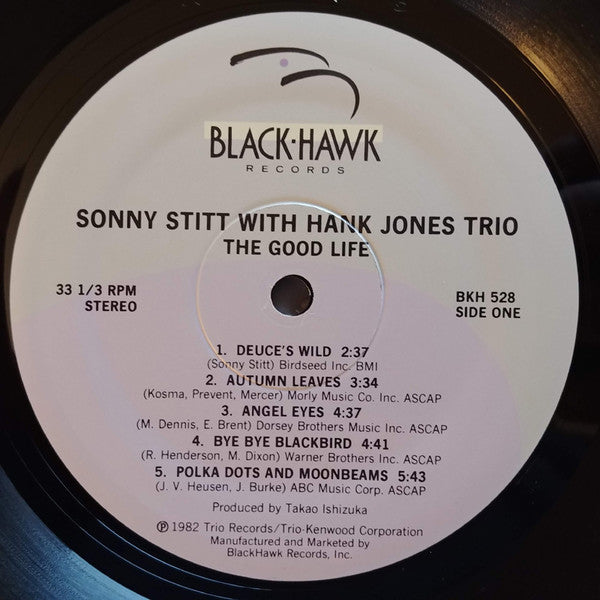 BLACK·HAWK
RECORDS
SONNY STITT WITH HANK JONES TRIO
THE GOOD LIFE
33 1/3 RPM
STEREO
BKH 528
SIDE ONE
1. DEUCE'S WILD 2:37
(Sonny Stitt) Birdseed Inc. BMI
2. AUTUMN LEAVES 3:34
(Kosma, Prevent, Mercer) Morly Music Co. Inc. ASCAP
3. ANGEL EYES 4:37
(M. Dennis, E. Brent) Dorsey Brothers Music Inc. ASCAP
4. BYE BYE BLACKBIRD 4:41
(R. Henderson, M. Dixon) Warner Brothers Inc. ASCAP
5. POLKA DOTS AND MOONBEAMS 5:43
(J. V. Heusen, J. Burke) ABC Music Corp. ASCAP
Produced by Takao Ishizuka
℗ 1982 Trio Records/Trio-Kenwood Corporation
Manufactured and Marketed by
BlackHawk Records, Inc.